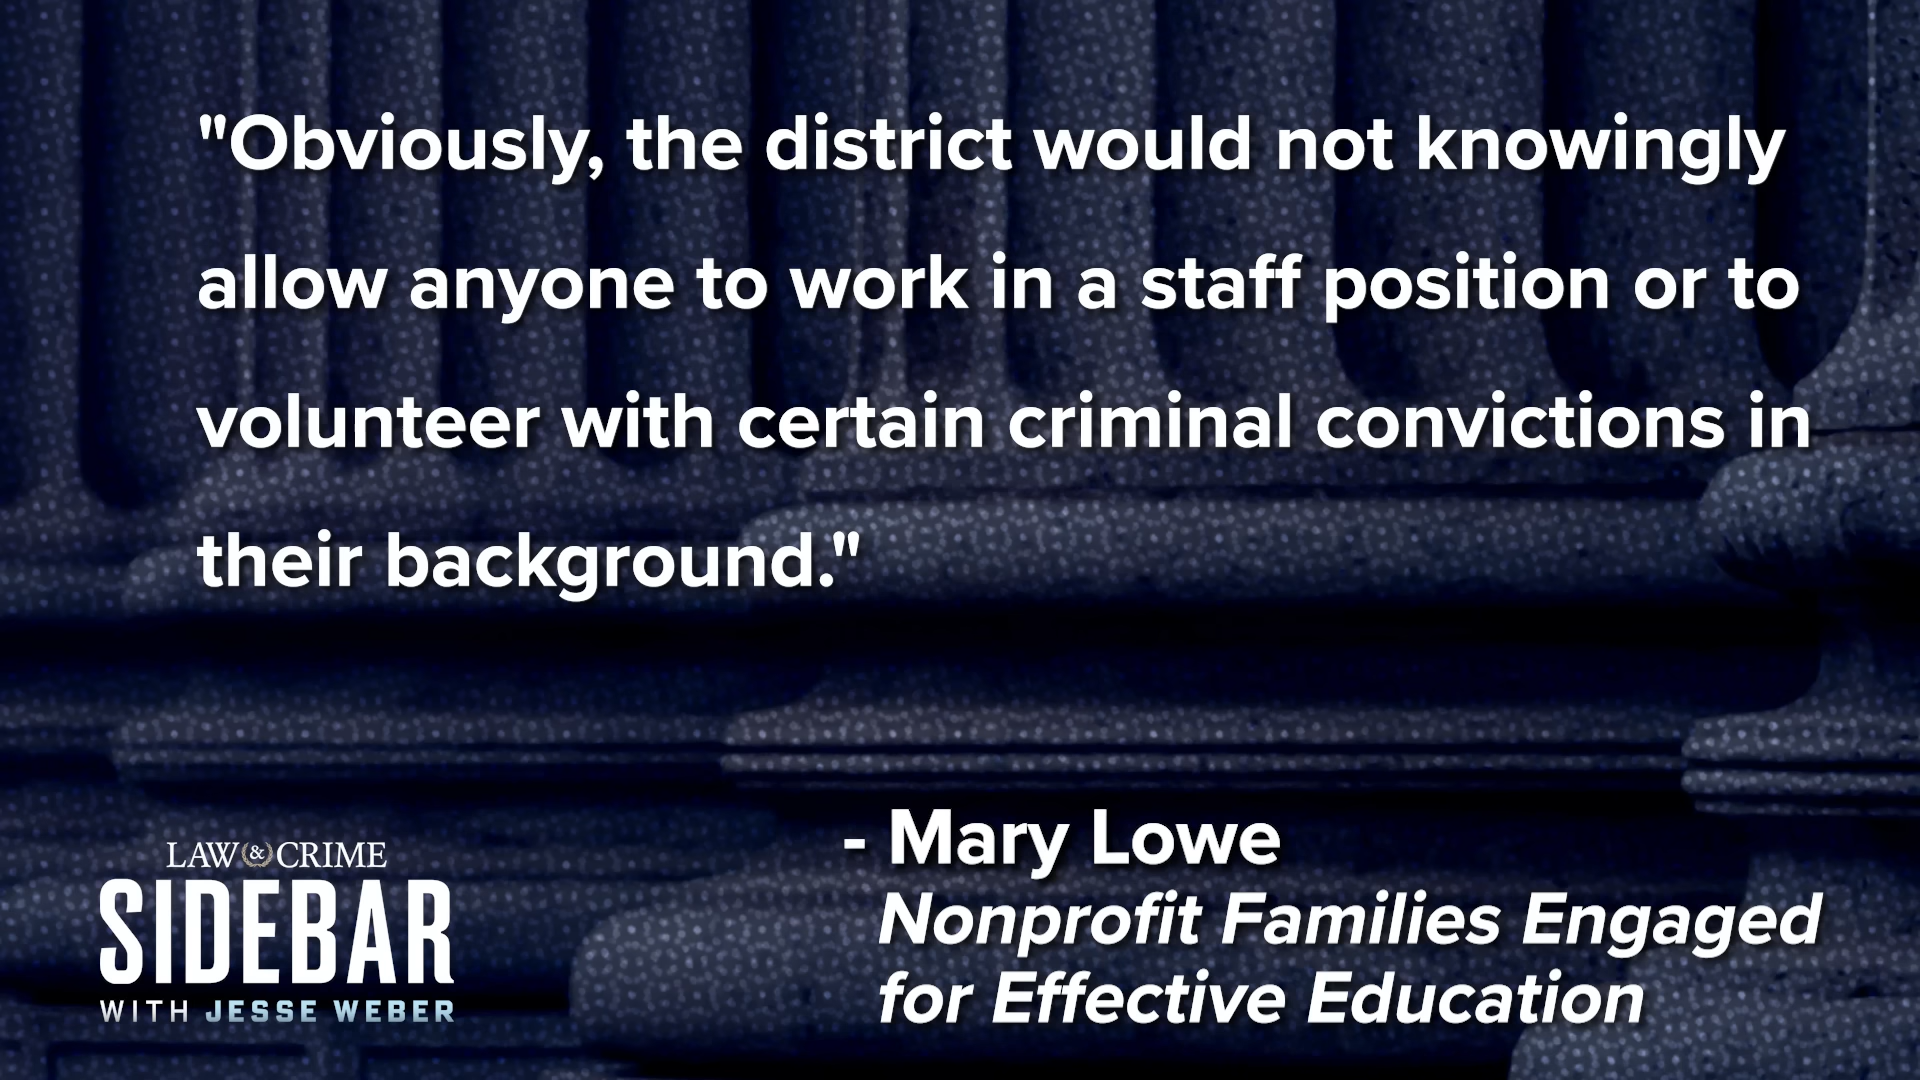 "Obviously, the district would not knowingly
allow anyone to work in a staff position or to
volunteer with certain criminal convictions in
their background."
- Mary Lowe
Nonprofit Families Engaged
for Effective Education
LAW & CRIME
SIDEBAR
WITH JESSE WEBER